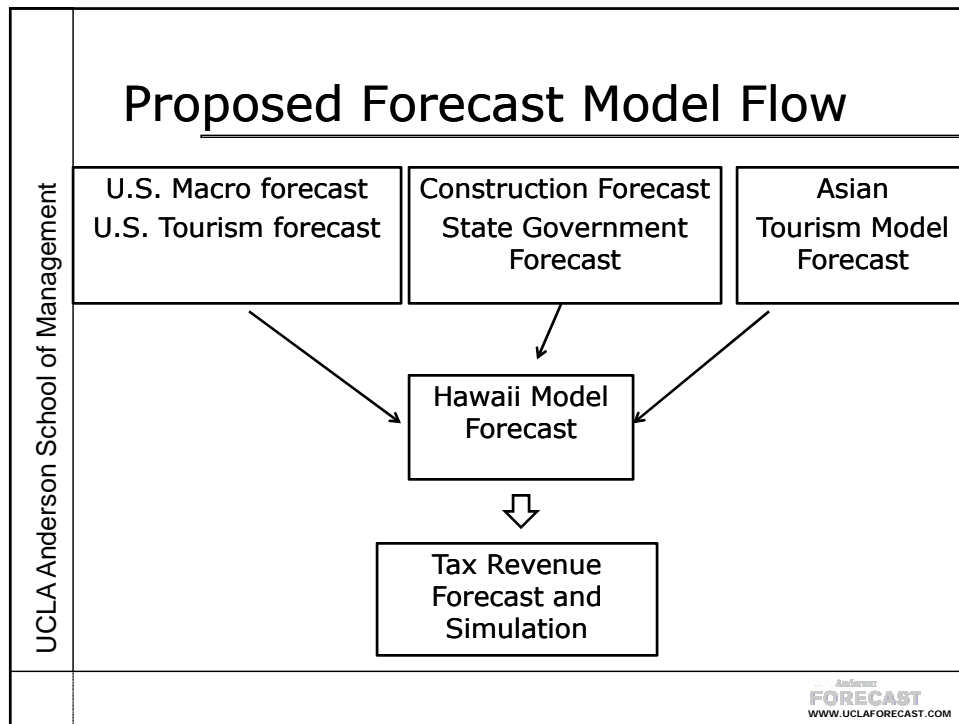 Proposed Forecast Model Flow
UCLA Anderson School of Management
U.S. Macro forecast
U.S. Tourism forecast
Construction Forecast
State Government
Forecast
Asian
Tourism Model
Forecast
Hawaii Model
Forecast
Tax Revenue
Forecast and
Simulation
Anderson
FORECAST
WWW.UCLAFORECAST.COM